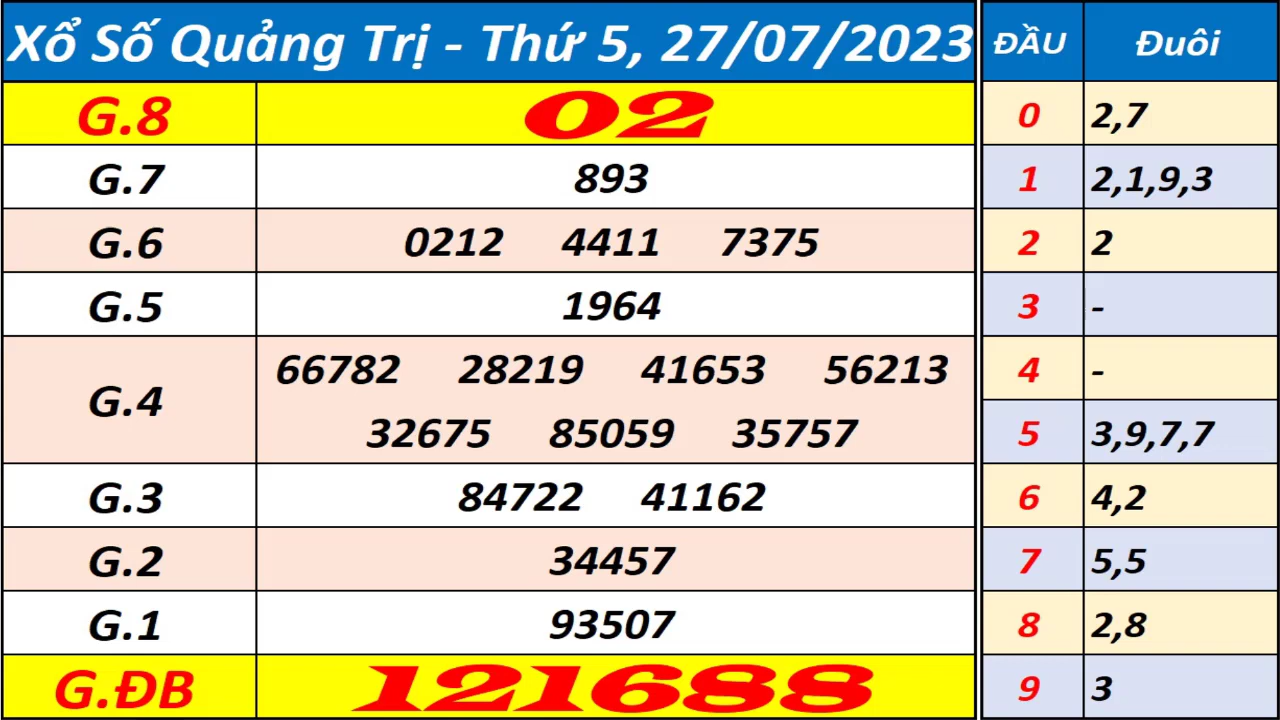 Xổ Số Quảng Trị - Thứ 5, 27/07/2023 ĐẦU Đuôi
G.8 02 0 2,7
G.7 893 1 2,1,9,3
G.6 0212 4411 7375 2 2
G.5 1964 3 -
66782 28219 41653 56213 4 -
G.4
32675 85059 35757 5 3,9,7,7
G.3 84722 41162 6 4,2
G.2 34457 7 5,5
G.1 93507 8 2,8
G.ĐB 121688 9 3